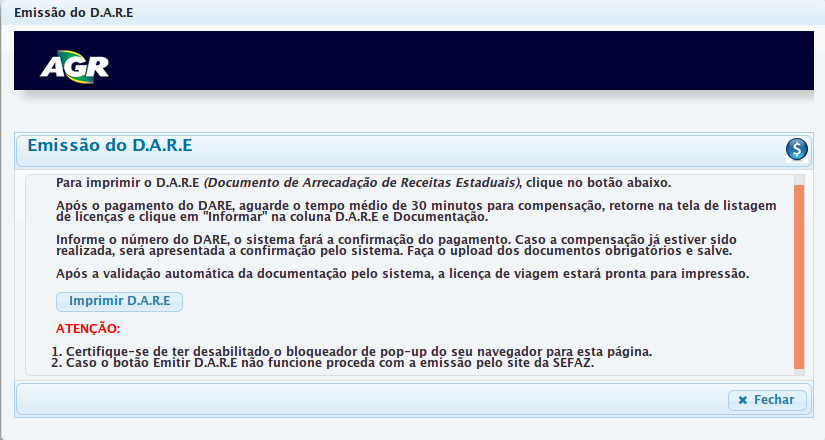 Emissão do D.A.R.E
AGR
Emissão do D.A.R.E
$
Para imprimir o D.A.R.E (Documento de Arrecadação de Receitas Estaduais), clique no botão abaixo.
Após o pagamento do DARE, aguarde o tempo médio de 30 minutos para compensação, retorne na tela de listagem
de licenças e clique em "Informar" na coluna D.A.R.E e Documentação.
Informe o número do DARE, o sistema fará a confirmação do pagamento. Caso a compensação já estiver sido
realizada, será apresentada a confirmação pelo sistema. Faça o upload dos documentos obrigatórios e salve.
Após a validação automática da documentação pelo sistema, a licença de viagem estará pronta para impressão.
Imprimir D.A.R.E
ATENÇÃO:
1. Certifique-se de ter desabilitado o bloqueador de pop-up do seu navegador para esta página.
2. Caso o botão Emitir D.A.R.E não funcione proceda com a emissão pelo site da SEFAZ.
Fechar